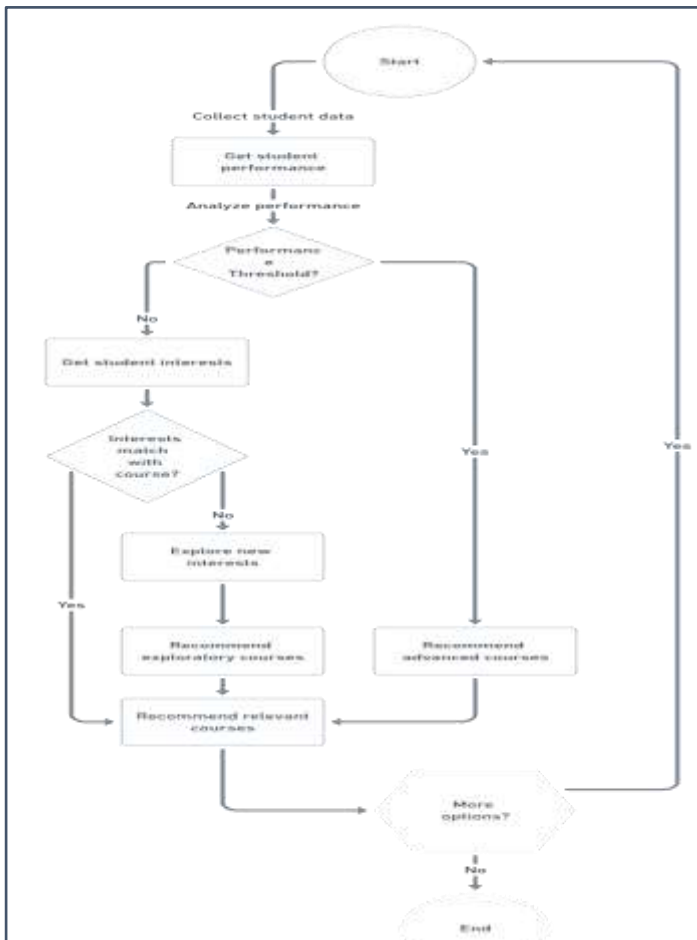 Start
Collect student data
Get student
performance
Analyze performance
Performanc
e
Threshold?
No
Get student interests
Interests
match
with
course?
Yes
Yes
No
Explore new
interests
Yes
Recommend
exploratory courses
Recommend
advanced courses
Recommend relevant
courses
More
options?
No
End